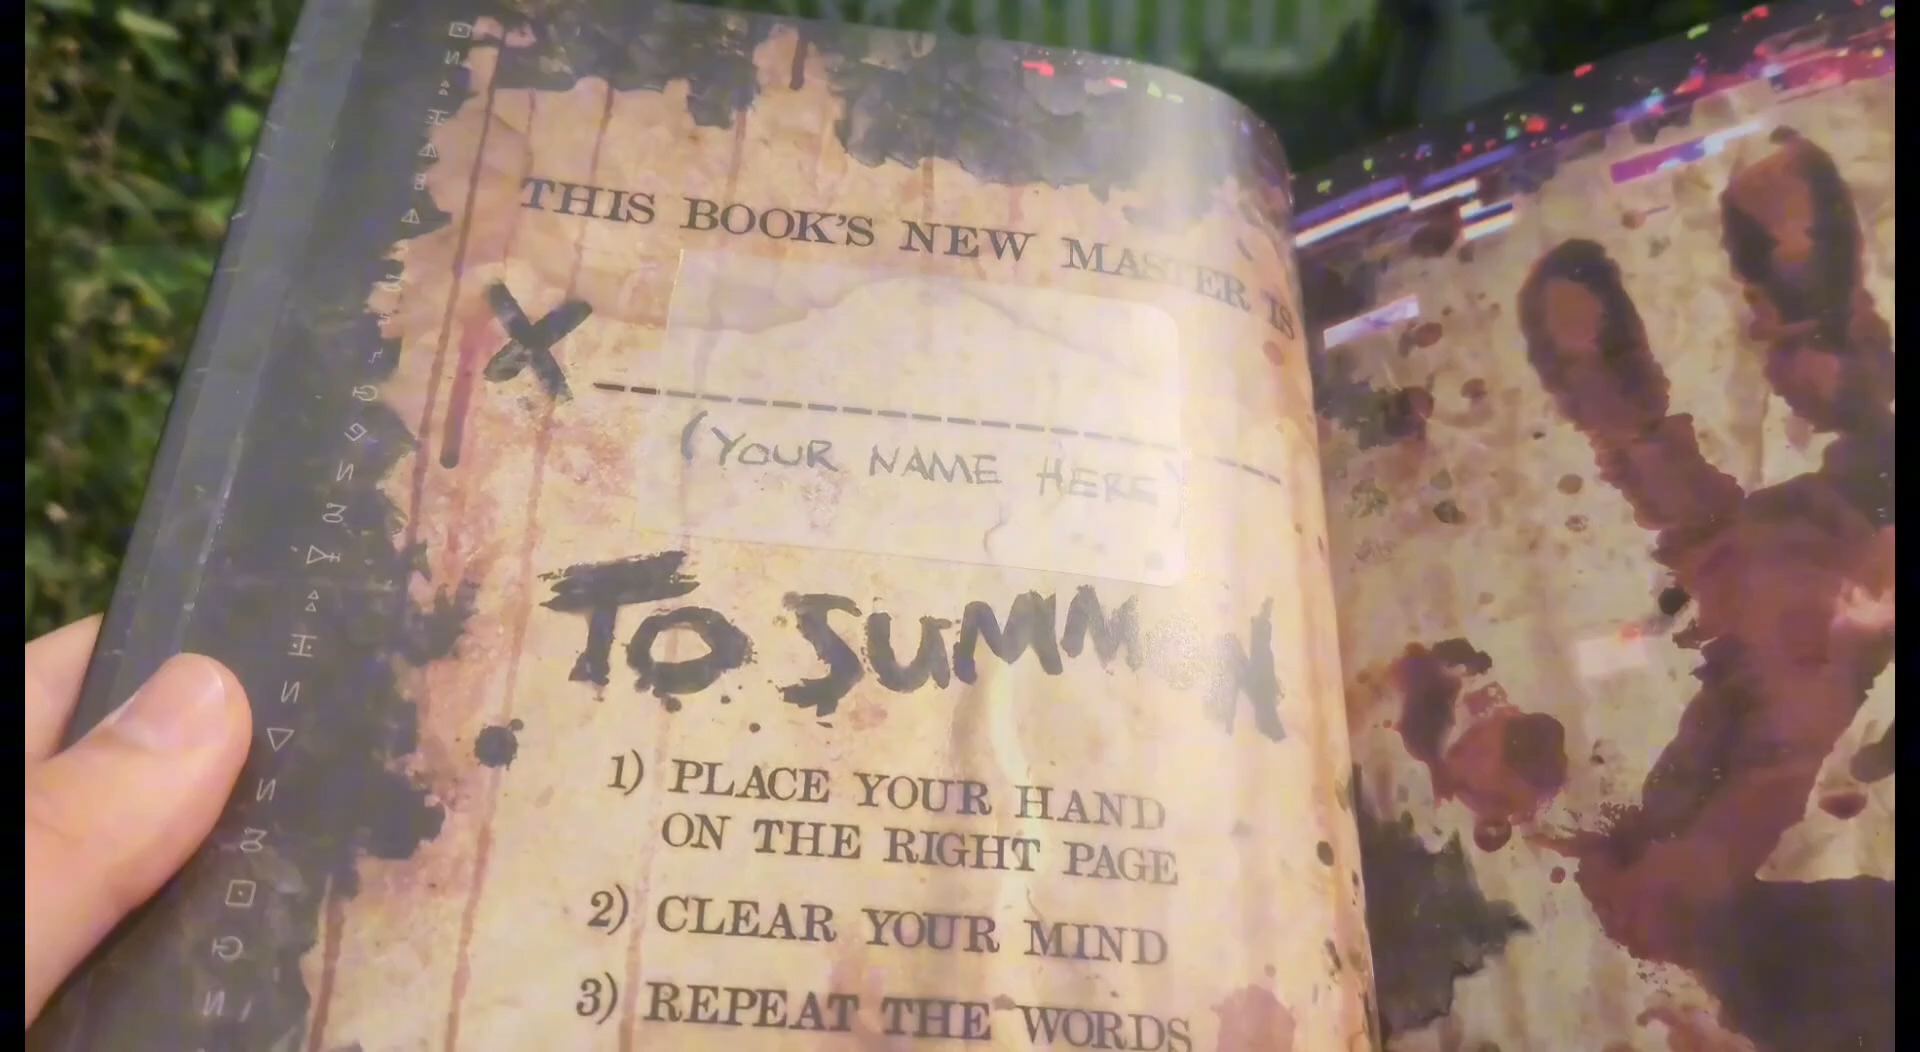 THIS BOOK'S NEW MASTER IS
X
(YOUR NAME HERE)
TO SUMMON
1) PLACE YOUR HAND
ON THE RIGHT PAGE
2) CLEAR YOUR MIND
3) REPEAT THE WORDS